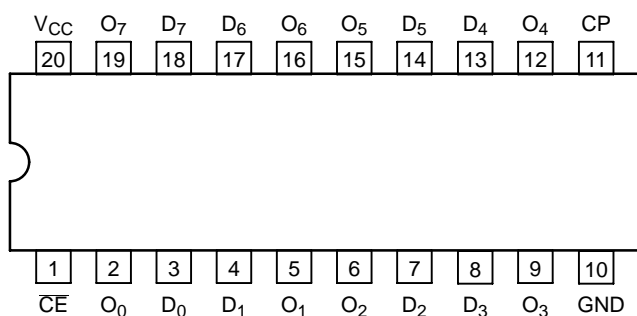 V_CC O₇ D₇ D₆ O₆ O₅ D₅ D₄ O₄ CP
20 19 18 17 16 15 14 13 12 11
1 2 3 4 5 6 7 8 9 10
C̅E̅ O₀ D₀ D₁ O₁ O₂ D₂ D₃ O₃ GND